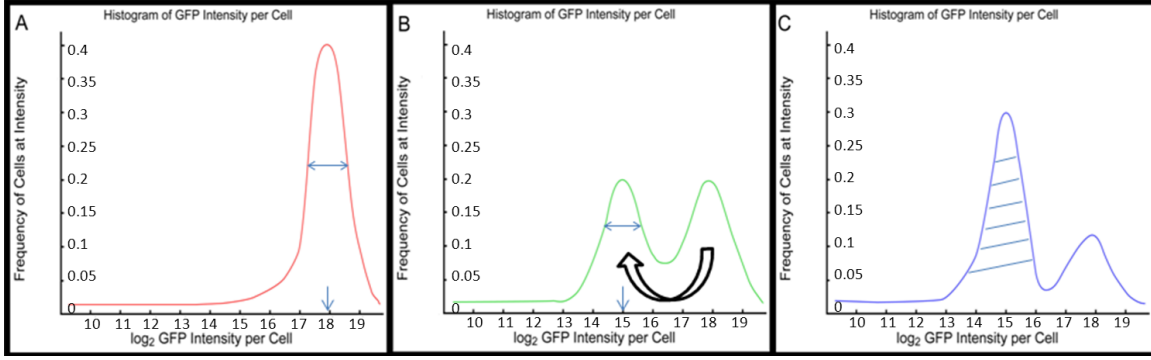 A
Histogram of GFP Intensity per Cell
Frequency of Cells at Intensity
0.4
0.35
0.3
0.25
0.2
0.15
0.1
0.05
0
10 11 12 13 14 15 16 17 18 19
log2 GFP Intensity per Cell
B
Histogram of GFP Intensity per Cell
Frequency of Cells at Intensity
0.4
0.35
0.3
0.25
0.2
0.15
0.1
0.05
0
10 11 12 13 14 15 16 17 18 19
log2 GFP Intensity per Cell
C
Histogram of GFP Intensity per Cell
Frequency of Cells at Intensity
0.4
0.35
0.3
0.25
0.2
0.15
0.1
0.05
0
10 11 12 13 14 15 16 17 18 19
log2 GFP Intensity per Cell